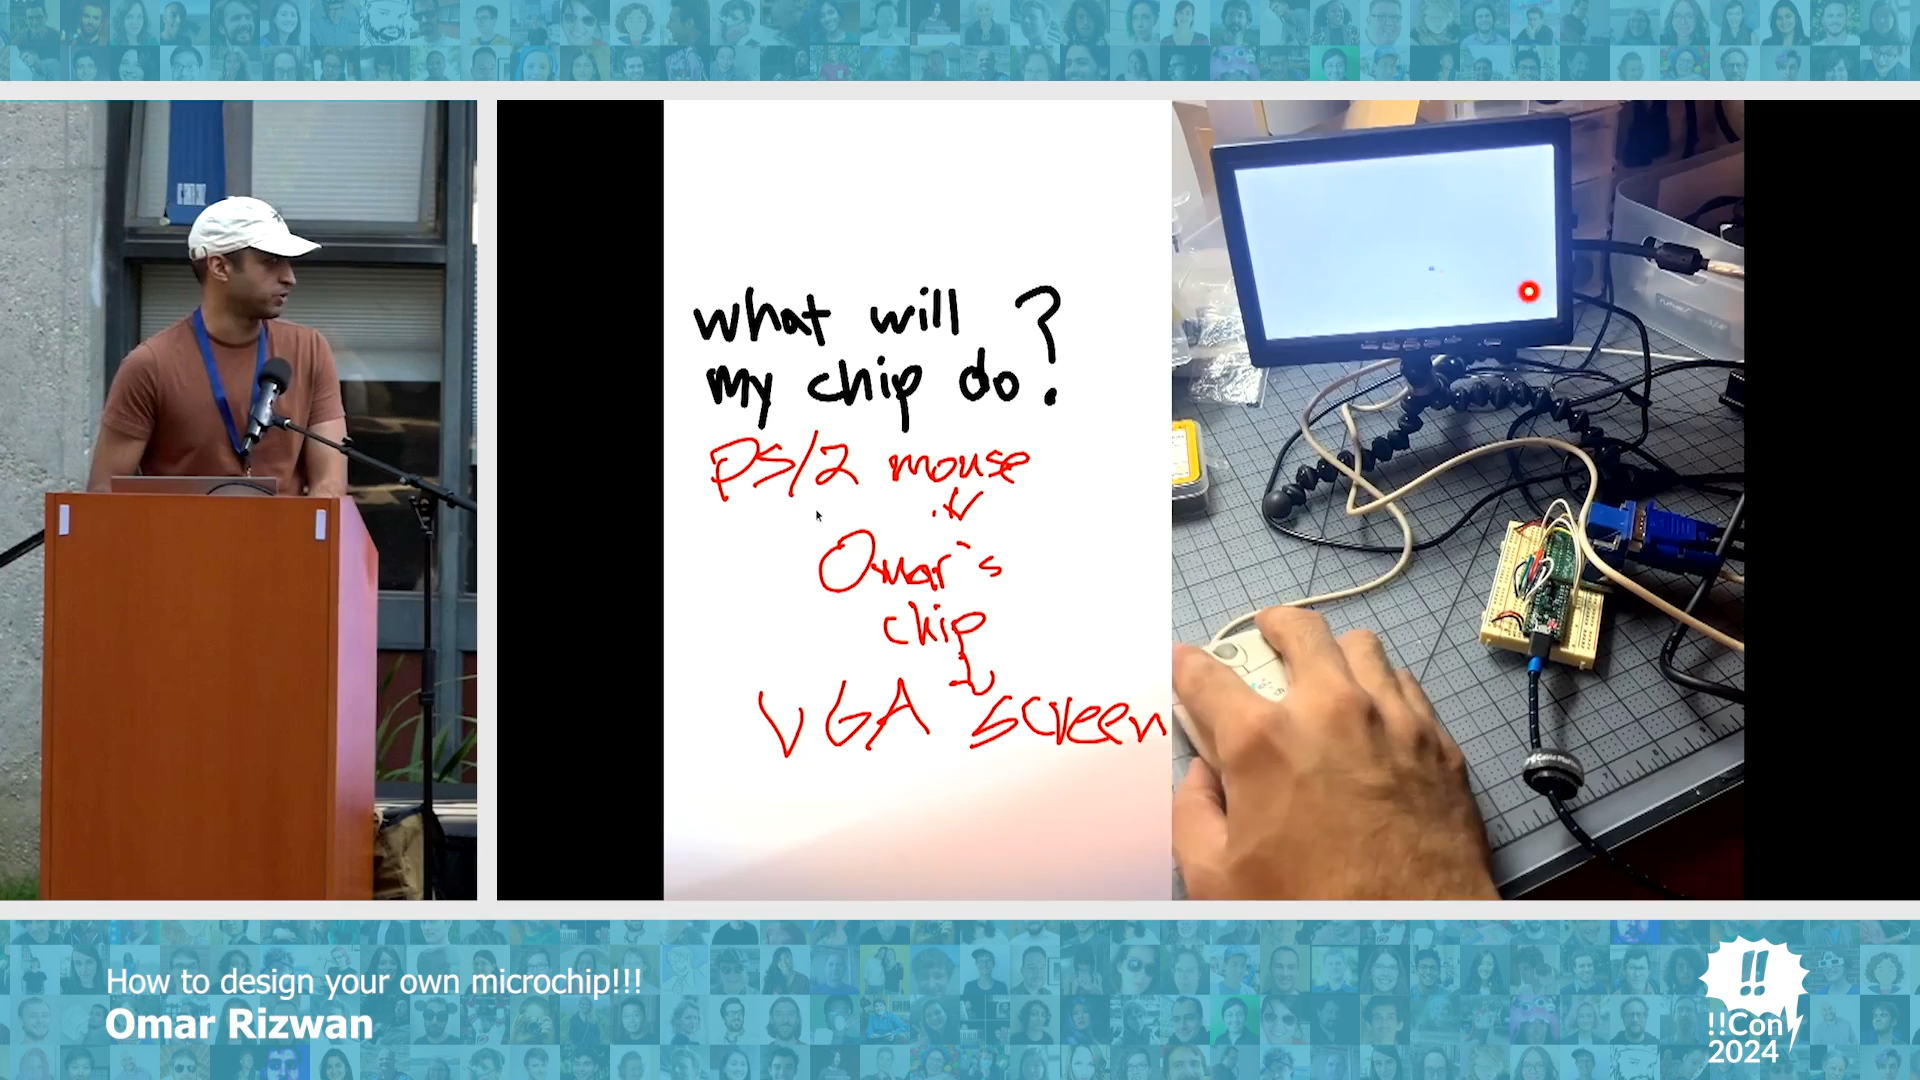 what will
my chip do?
PS/2 mouse
Omar's
chip
VGA screen
How to design your own microchip!!!
Omar Rizwan
!!
!!Con
2024